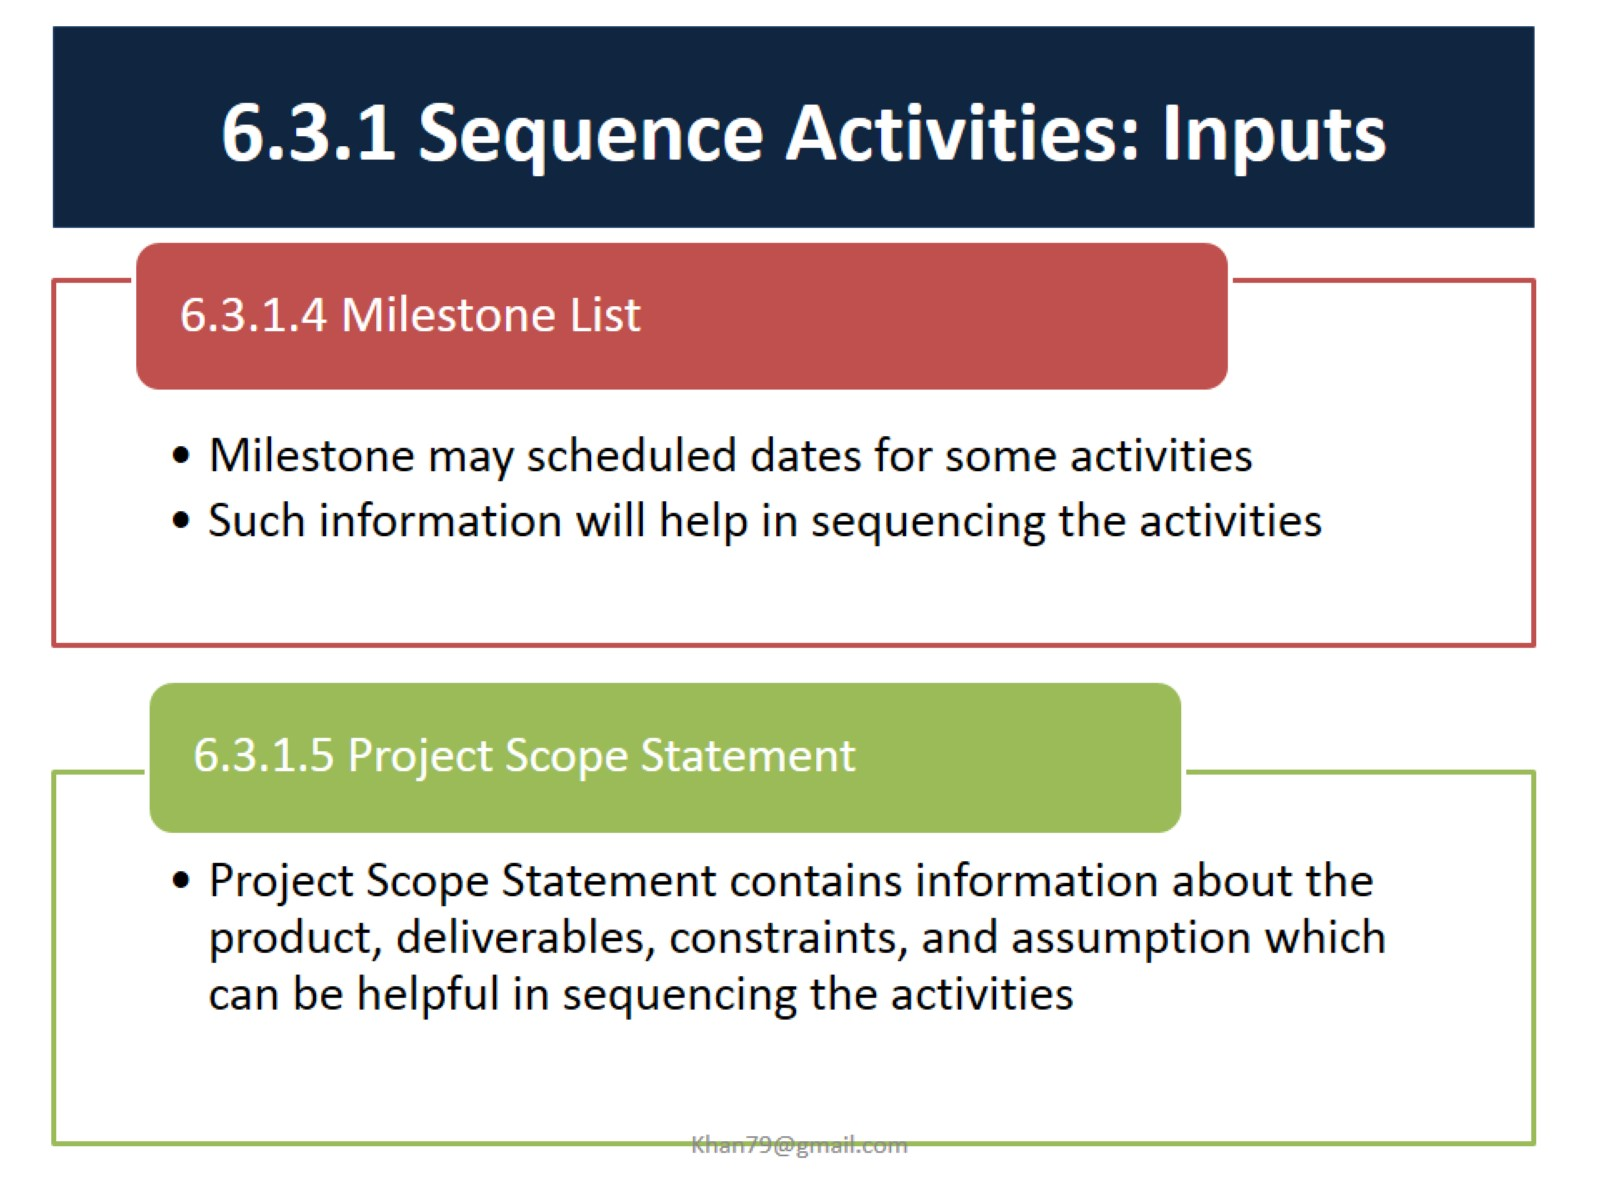 6.3.1 Sequence Activities: Inputs
6.3.1.4 Milestone List
• Milestone may scheduled dates for some activities
• Such information will help in sequencing the activities
6.3.1.5 Project Scope Statement
• Project Scope Statement contains information about the
product, deliverables, constraints, and assumption which
can be helpful in sequencing the activities
Khan79@gmail.com